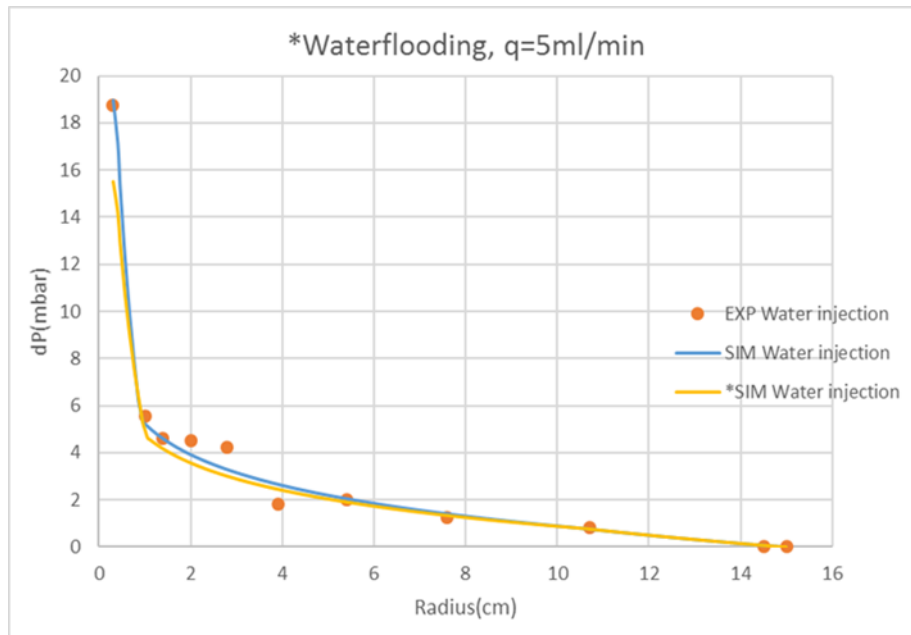 *Waterflooding, q=5ml/min
20
18
16
14
12
10
8
6
4
2
0
dP(mbar)
EXP Water injection
SIM Water injection
*SIM Water injection
0 2 4 6 8 10 12 14 16
Radius(cm)